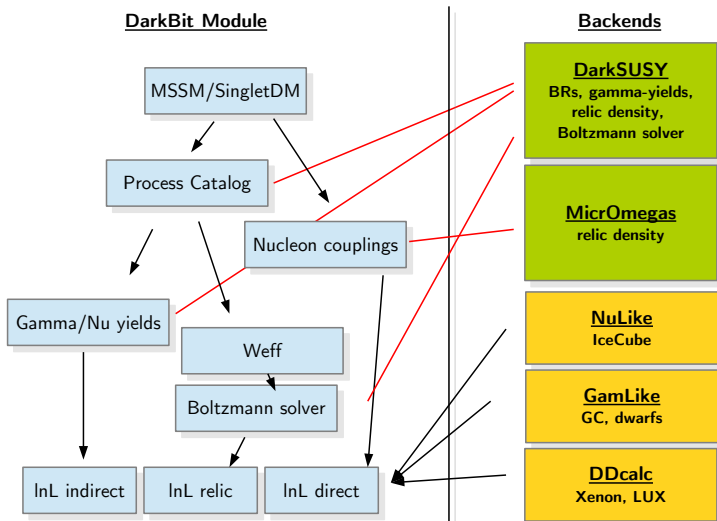 DarkBit Module
MSSM/SingletDM
Process Catalog
Nucleon couplings
Gamma/Nu yields
Weff
Boltzmann solver
lnL indirect
lnL relic
lnL direct
Backends
DarkSUSY
BRs, gamma-yields,
relic density,
Boltzmann solver
MicrOmegas
relic density
NuLike
IceCube
GamLike
GC, dwarfs
DDcalc
Xenon, LUX